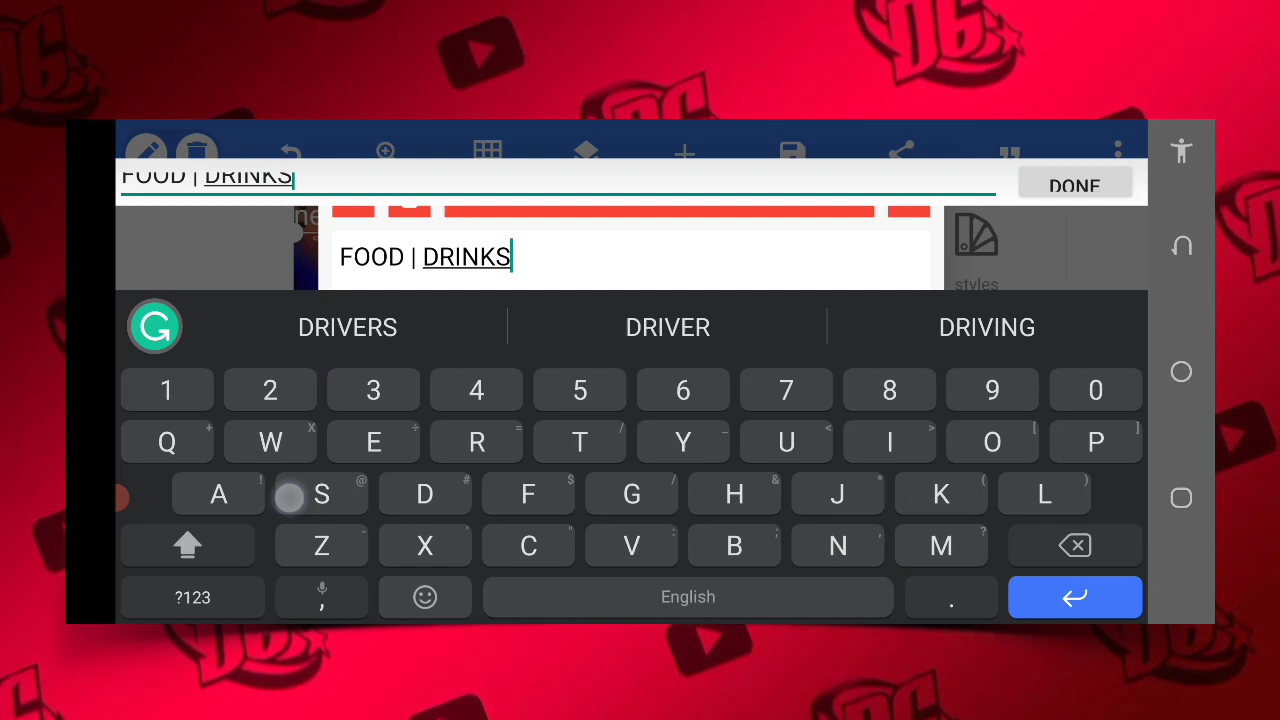 FOOD | DRINKS
DONE
ne
FOOD | DRINKS
styles
DRIVERS DRIVER DRIVING
1 2 3 4 5 6 7 8 9 0
Q + W X E ÷ R = T / Y _ U < I > O [ P ]
A ! S @ D # F $ G / H & J * K ( L )
Z - X ' C " V : B ; N , M ?
?123 , English .